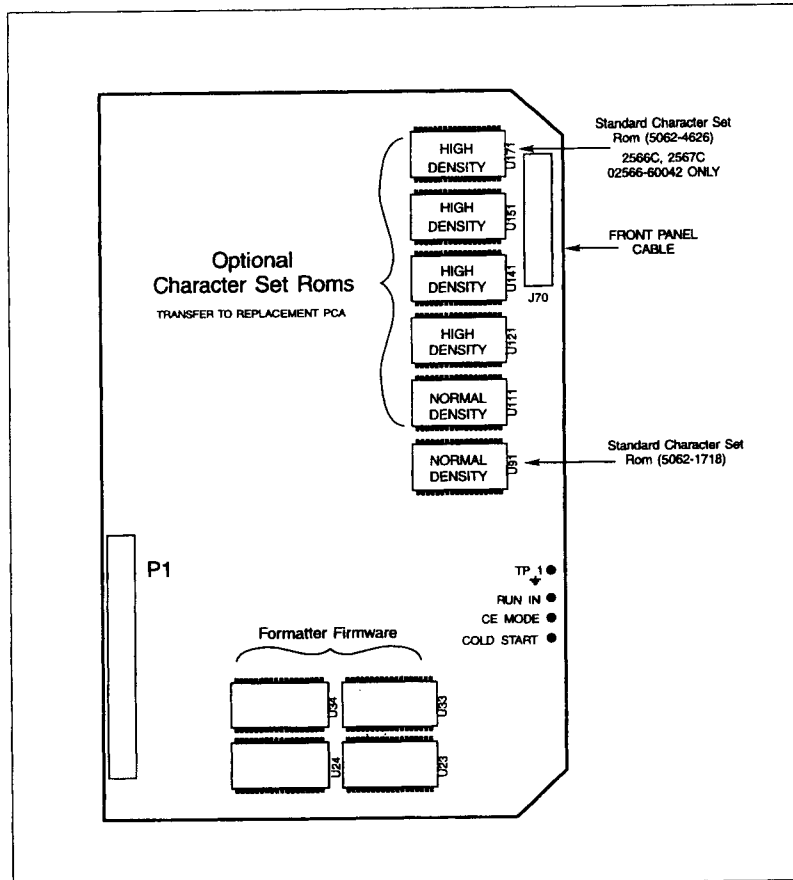 Standard Character Set
Rom (5062-4626)
2566C, 2567C
02566-60042 ONLY
HIGH
DENSITY
U171
HIGH
DENSITY
U151
FRONT PANEL
CABLE
Optional
Character Set Roms
TRANSFER TO REPLACEMENT PCA
HIGH
DENSITY
U141
J70
HIGH
DENSITY
U121
NORMAL
DENSITY
U111
NORMAL
DENSITY
U91
Standard Character Set
Rom (5062-1718)
P1
TP 1
RUN IN
CE MODE
COLD START
Formatter Firmware
U34
U33
U24
U23